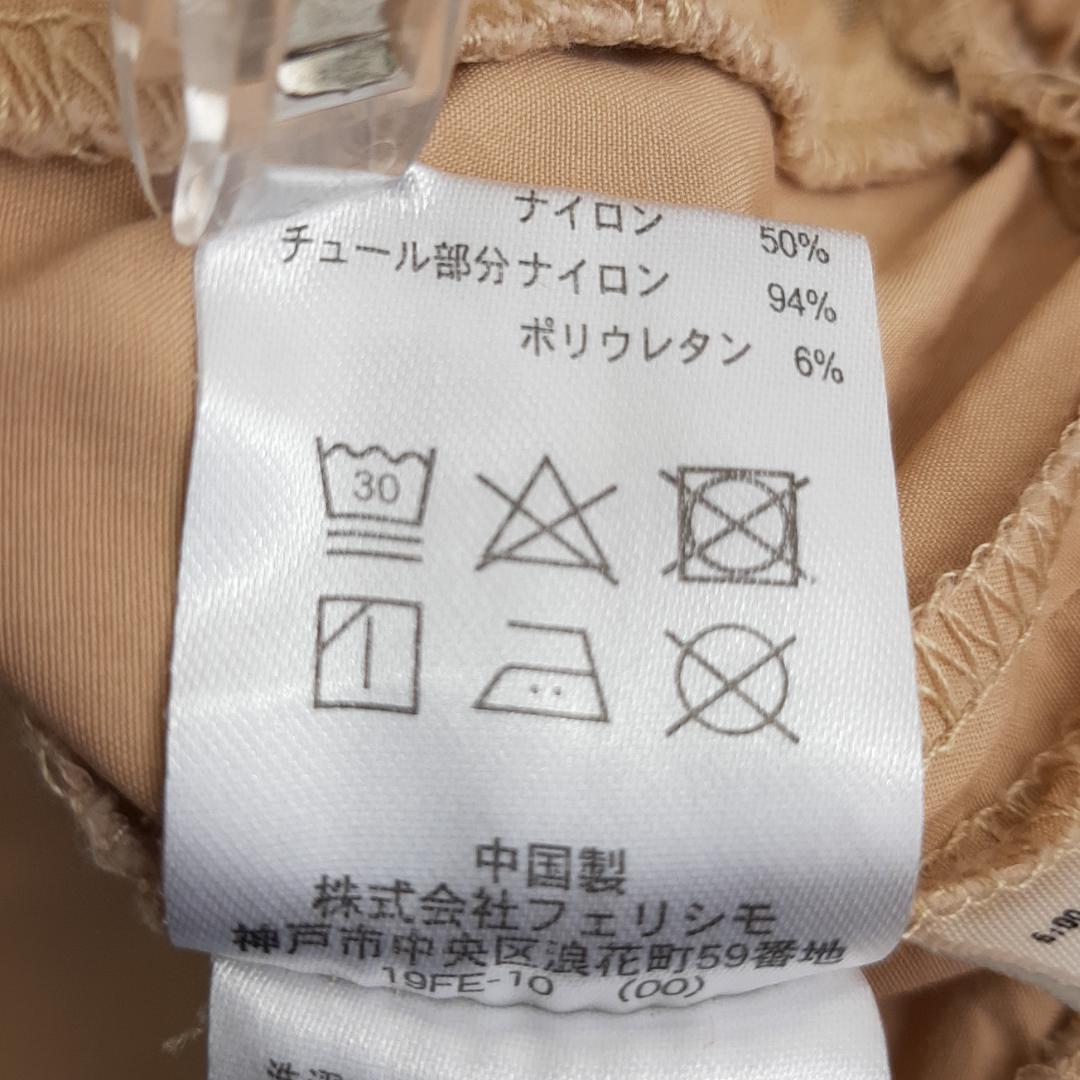 ナイロン 50%
チュール部分ナイロン 94%
ポリウレタン 6%
30
中国製
株式会社フェリシモ
神戸市中央区浪花町59番地
19FE-10 (00)